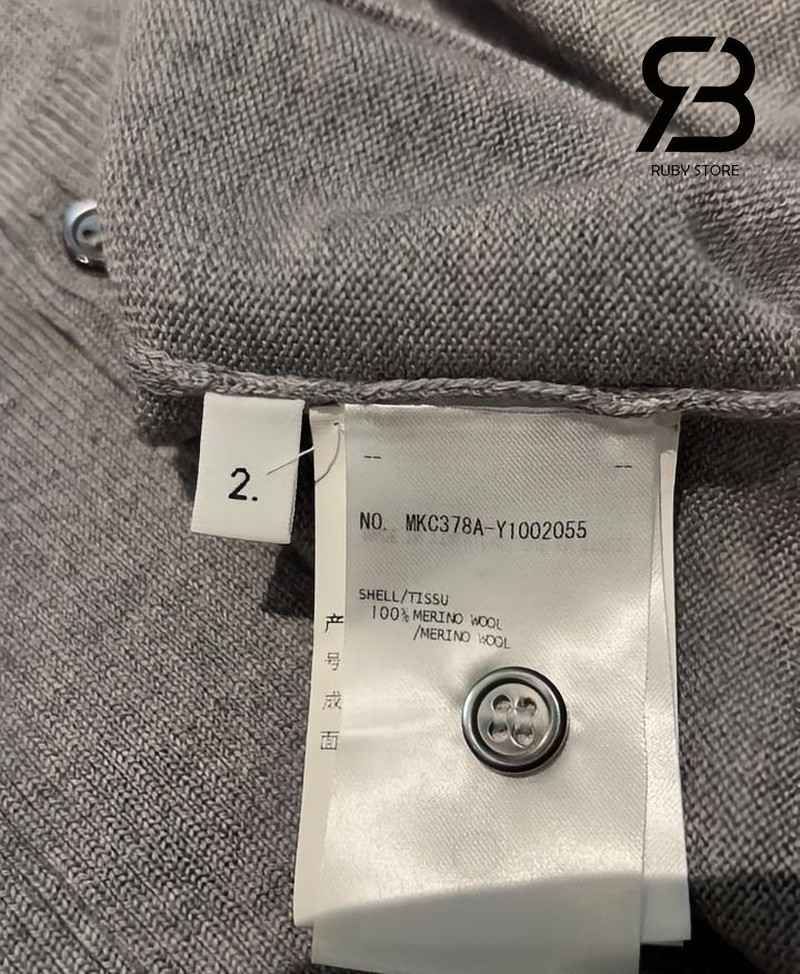 RUBY STORE
2.
--
--
NO. MKC378A-Y1002055
SHELL/TISSU
100% MERINO WOOL
/MERINO WOOL
产
号
成
面